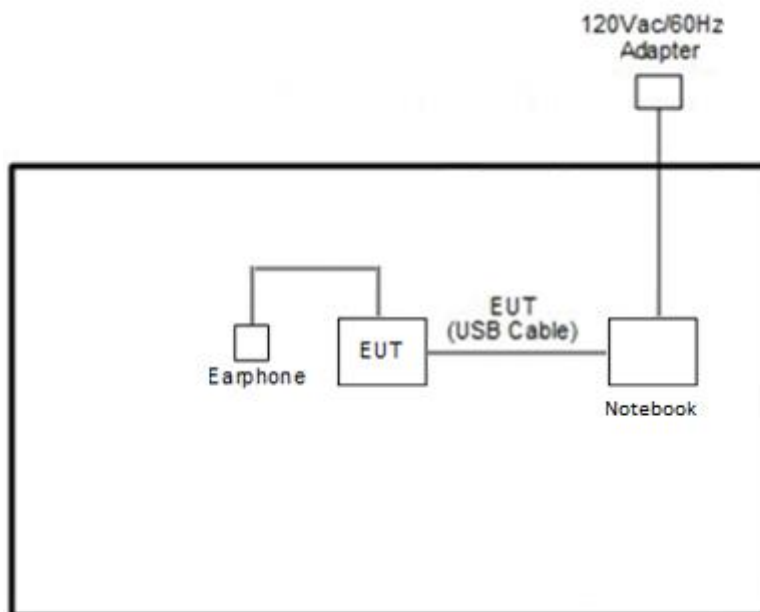 120Vac/60Hz
Adapter
EUT
(USB Cable)
EUT
Earphone
Notebook